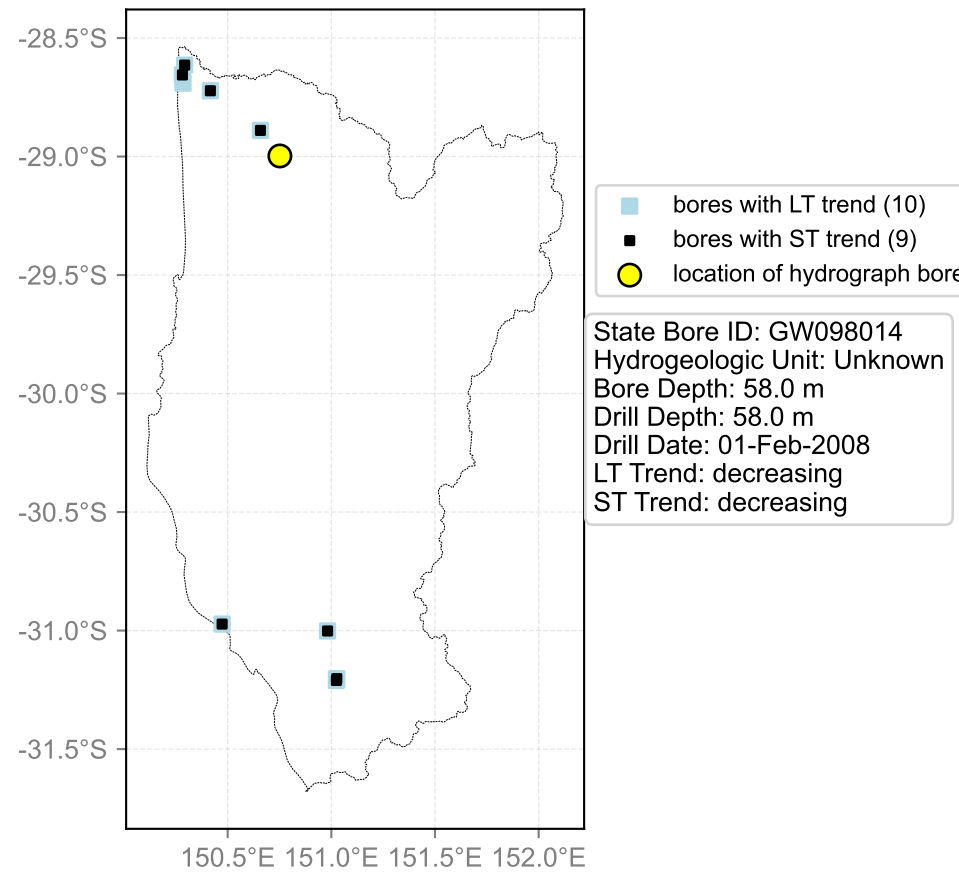 -28.5°S
-29.0°S
-29.5°S
-30.0°S
-30.5°S
-31.0°S
-31.5°S
150.5°E 151.0°E 151.5°E 152.0°E
bores with LT trend (10)
bores with ST trend (9)
location of hydrograph bore
State Bore ID: GW098014
Hydrogeologic Unit: Unknown
Bore Depth: 58.0 m
Drill Depth: 58.0 m
Drill Date: 01-Feb-2008
LT Trend: decreasing
ST Trend: decreasing